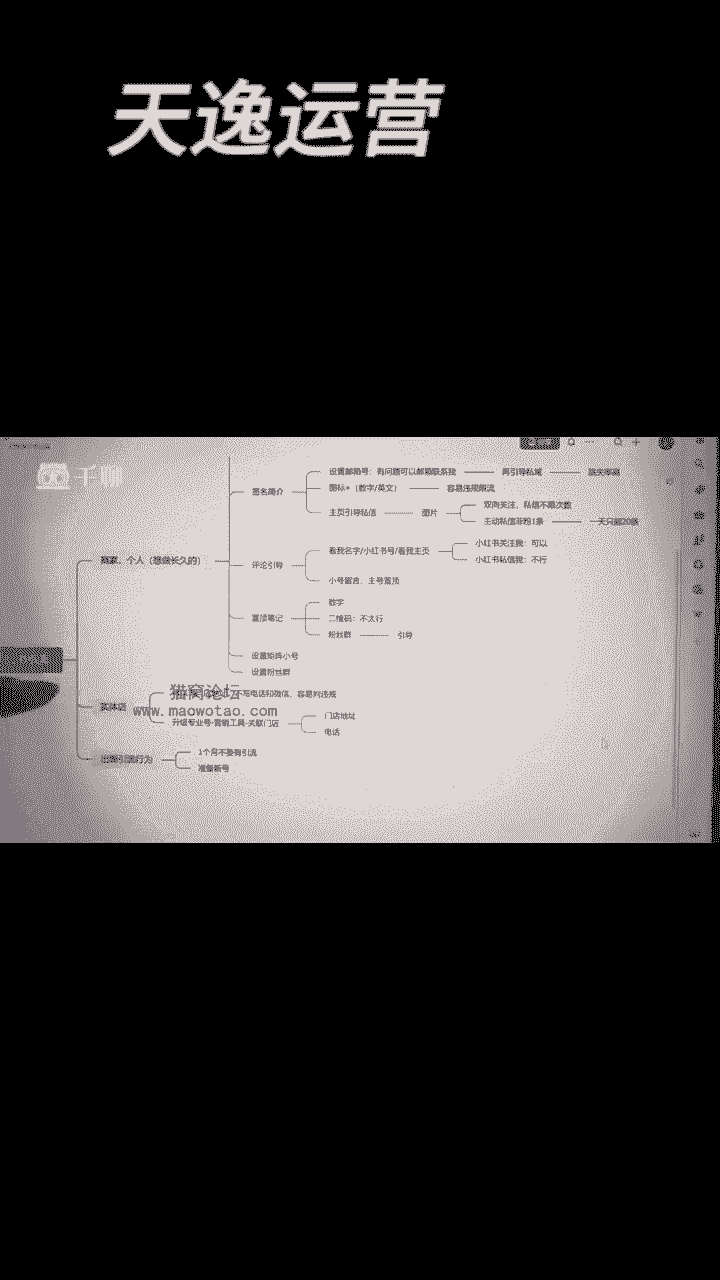 天逸运营
千聊
签名简介
设置邮箱号：有问题可以邮箱联系我
再引导私域
流失率高
图标+（数字/英文）
容易违规限流
主页引导私信
图片
双向关注，私信不限次数
主动私信非粉1条
一天只能20条
商家、个人（想做长久的）
评论引导
看我名字/小红书号/看我主页
小红书关注我：可以
小红书私信我：不行
小号留言，主号置顶
置顶笔记
数字
二维码：不太行
粉丝群
引导
设置矩阵小号
设置粉丝群
实体店
不写电话和微信，容易判违规
猫窝论坛
www.maowotao.com
升级专业号-营销工具-关联门店
门店地址
电话
1个月不要有引流
准备新号